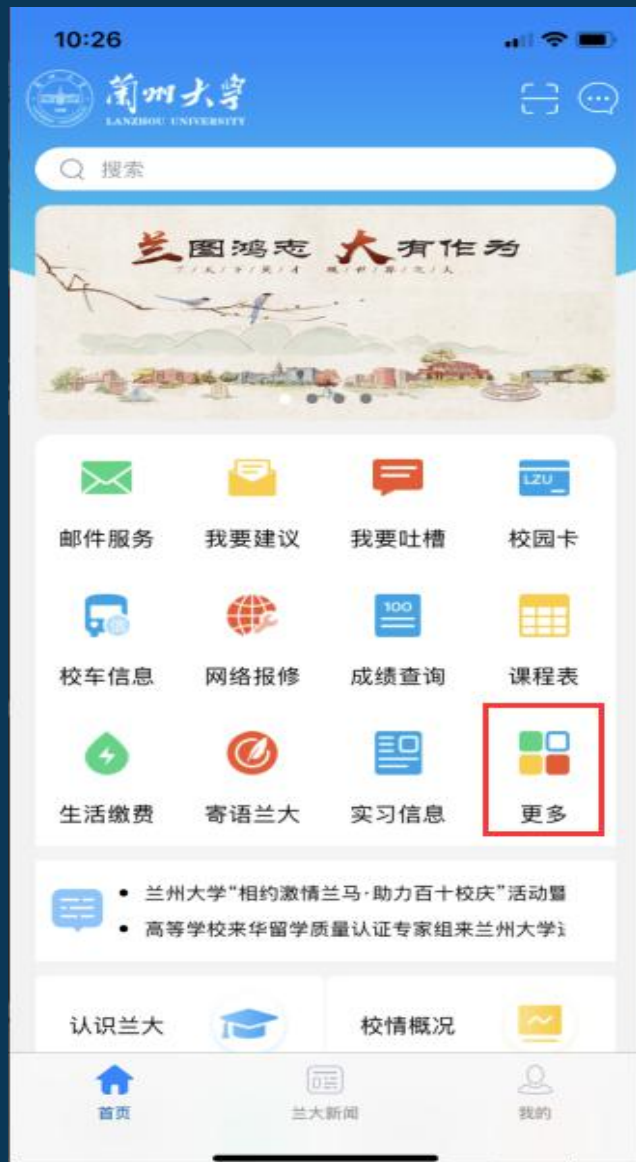 10:26
蘭州大学
LANZHOU UNIVERSITY
搜索
兰图鸿志 大有作为
邮件服务 我要建议 我要吐槽 校园卡
LZU
100
校车信息 网络报修 成绩查询 课程表
生活缴费 寄语兰大 实习信息 更多
兰州大学“相约激情兰马·助力百十校庆”活动暨
高等学校来华留学质量认证专家组来兰州大学
认识兰大 校情概况
首页 兰大新闻 我的